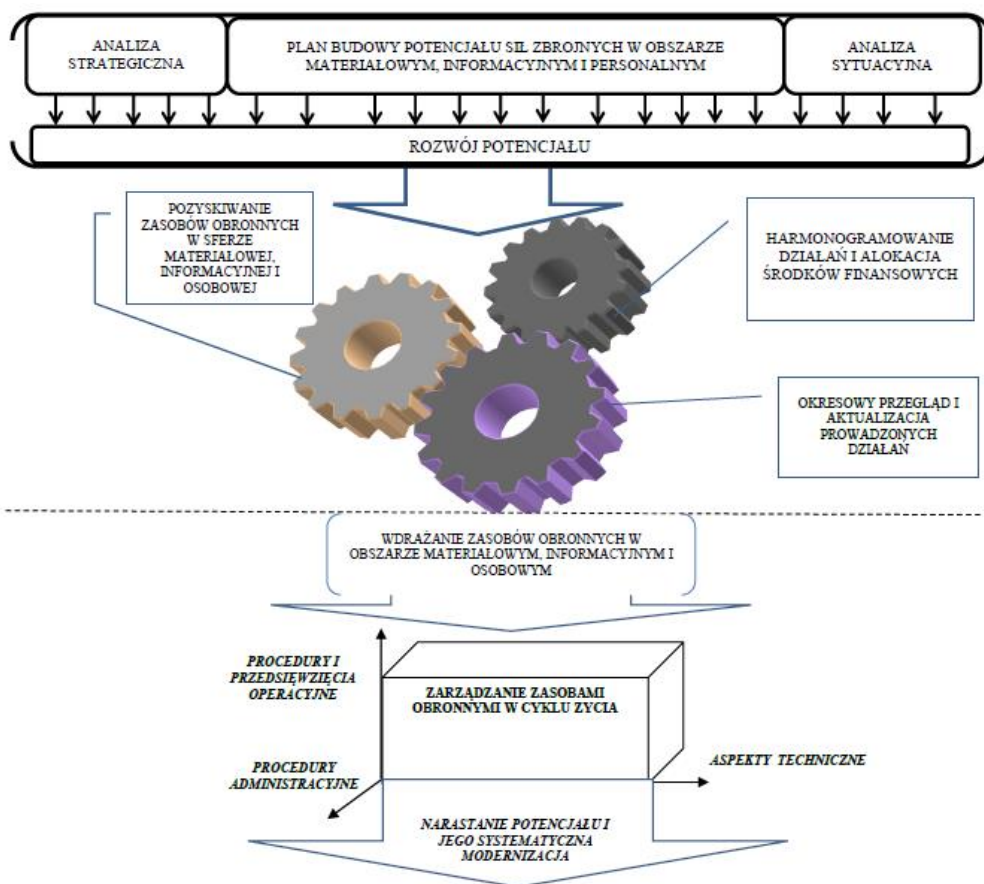 ANALIZA
STRATEGICZNA
PLAN BUDOWY POTENCJAŁU SIŁ ZBROJNYCH W OBSZARZE
MATERIAŁOWYM, INFORMACYJNYM I PERSONALNYM
ANALIZA
SYTUACYJNA
ROZWÓJ POTENCJAŁU
POZYSKIWANIE
ZASOBÓW OBRONNYCH
W SFERZE
MATERIAŁOWEJ,
INFORMACYJNEJ I
OSOBOWEJ
HARMONOGRAMOWANIE
DZIAŁAŃ I ALOKACJA
ŚRODKÓW FINANSOWYCH
OKRESOWY PRZEGLĄD I
AKTUALIZACJA
PROWADZONYCH
DZIAŁAŃ
WDRAŻANIE ZASOBÓW OBRONNYCH W
OBSZARZE MATERIAŁOWYM, INFORMACYJNYM I
OSOBOWYM
PROCEDURY I
PRZEDSIĘWZIĘCIA
OPERACYJNE
ZARZĄDZANIE ZASOBAMI
OBRONNYMI W CYKLU ŻYCIA
PROCEDURY
ADMINISTRACYJNE
ASPEKTY TECHNICZNE
NARASTANIE POTENCJAŁU I
JEGO SYSTEMATYCZNA
MODERNIZACJA